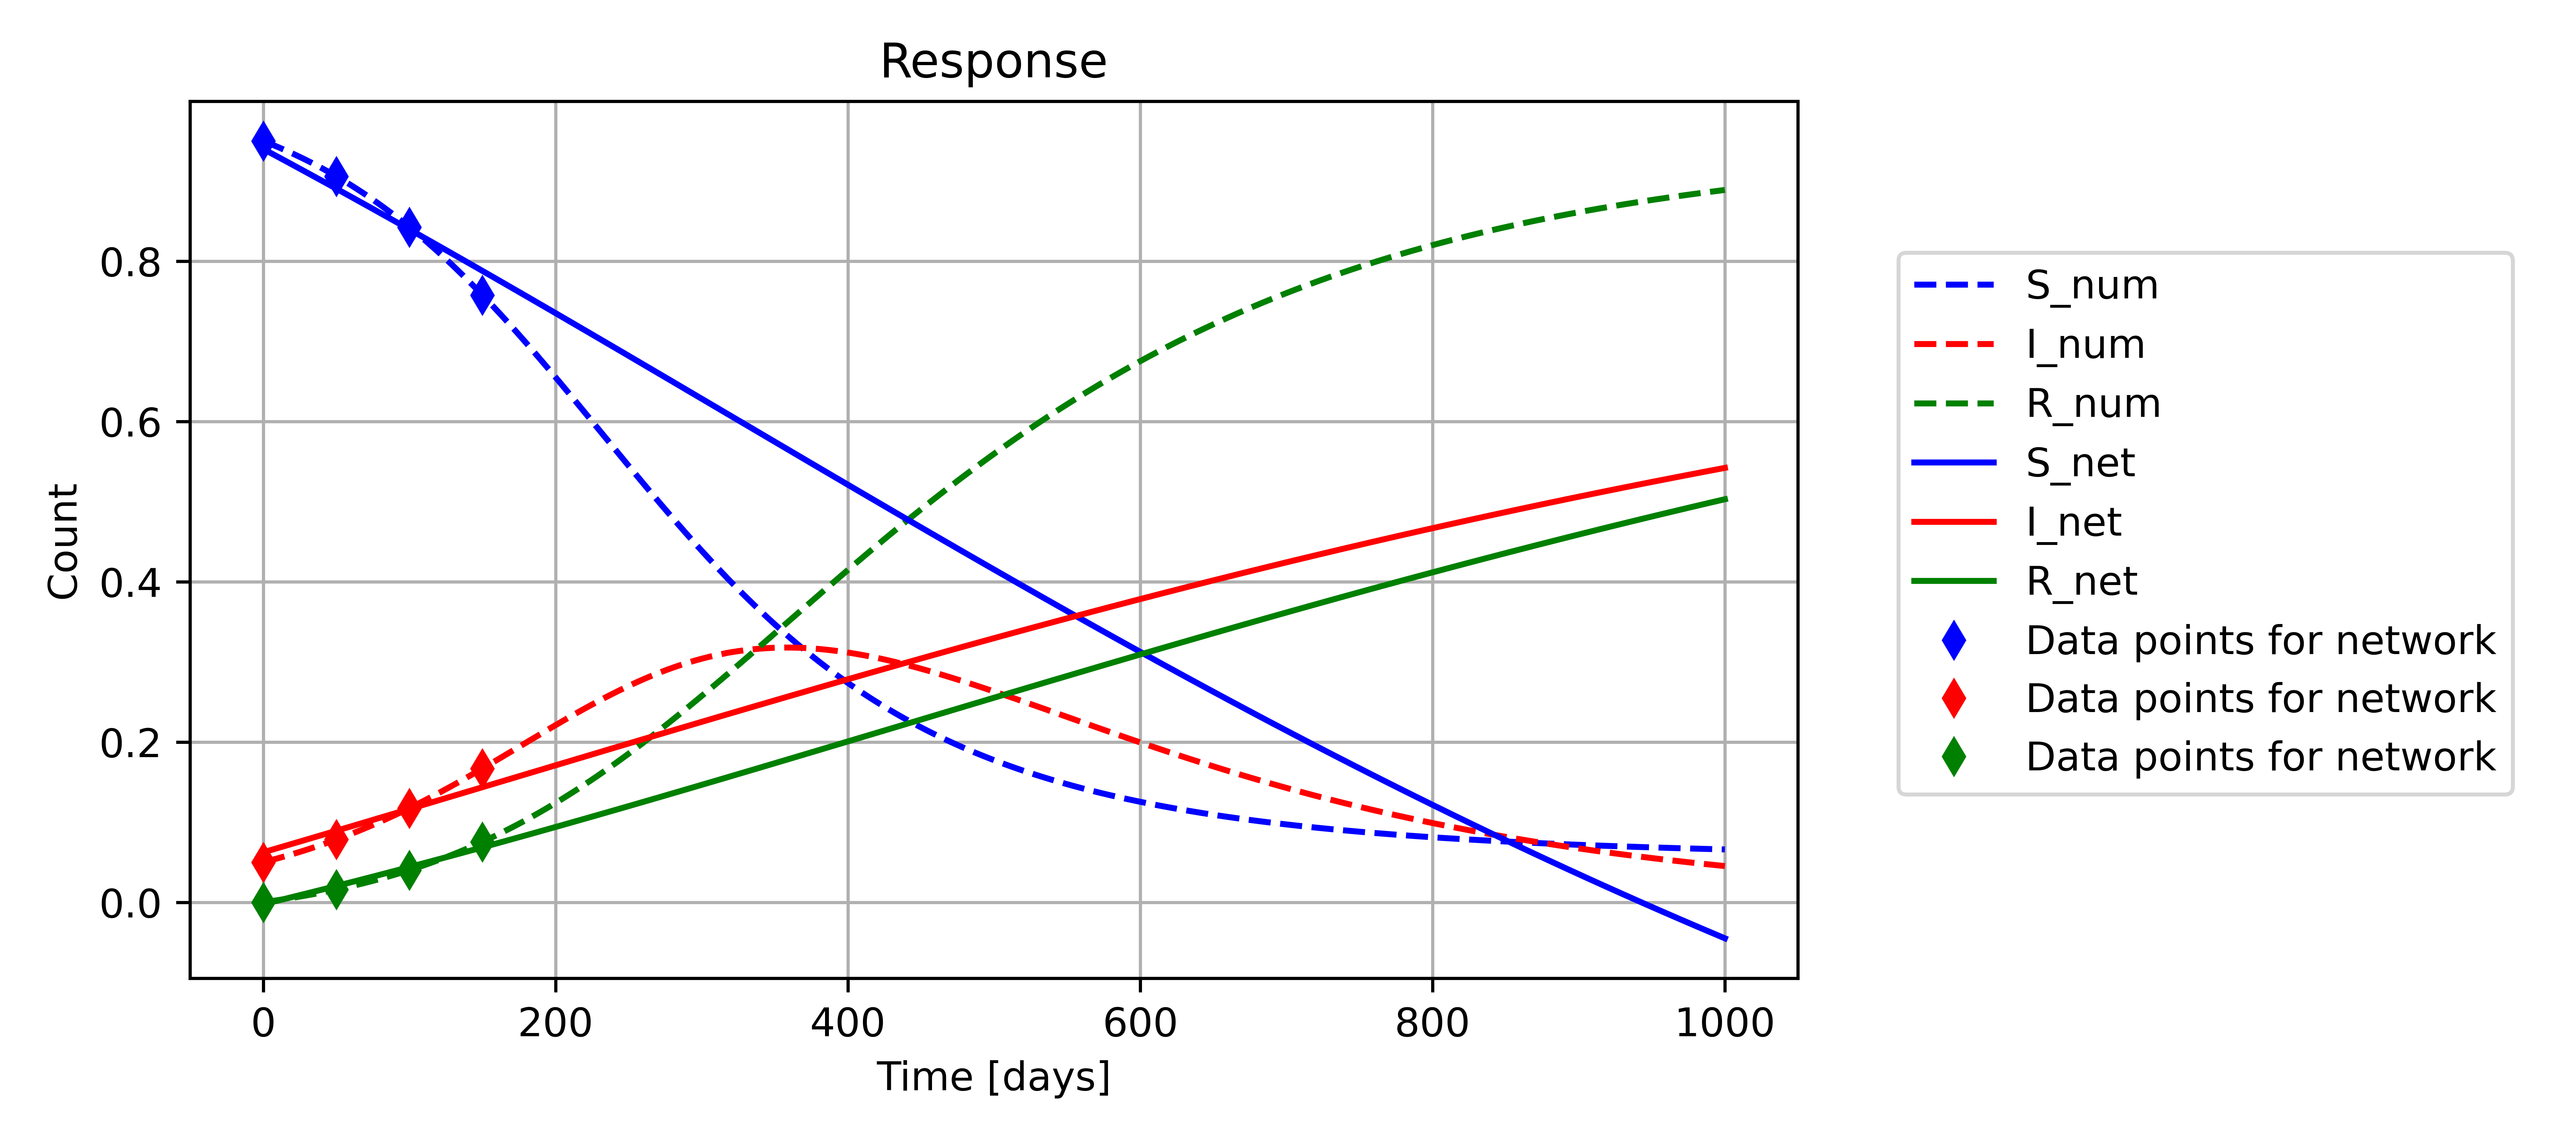 Response
Count
0.8
0.6
0.4
0.2
0.0
0 200 400 600 800 1000
Time [days]
S_num
I_num
R_num
S_net
I_net
R_net
Data points for network
Data points for network
Data points for network